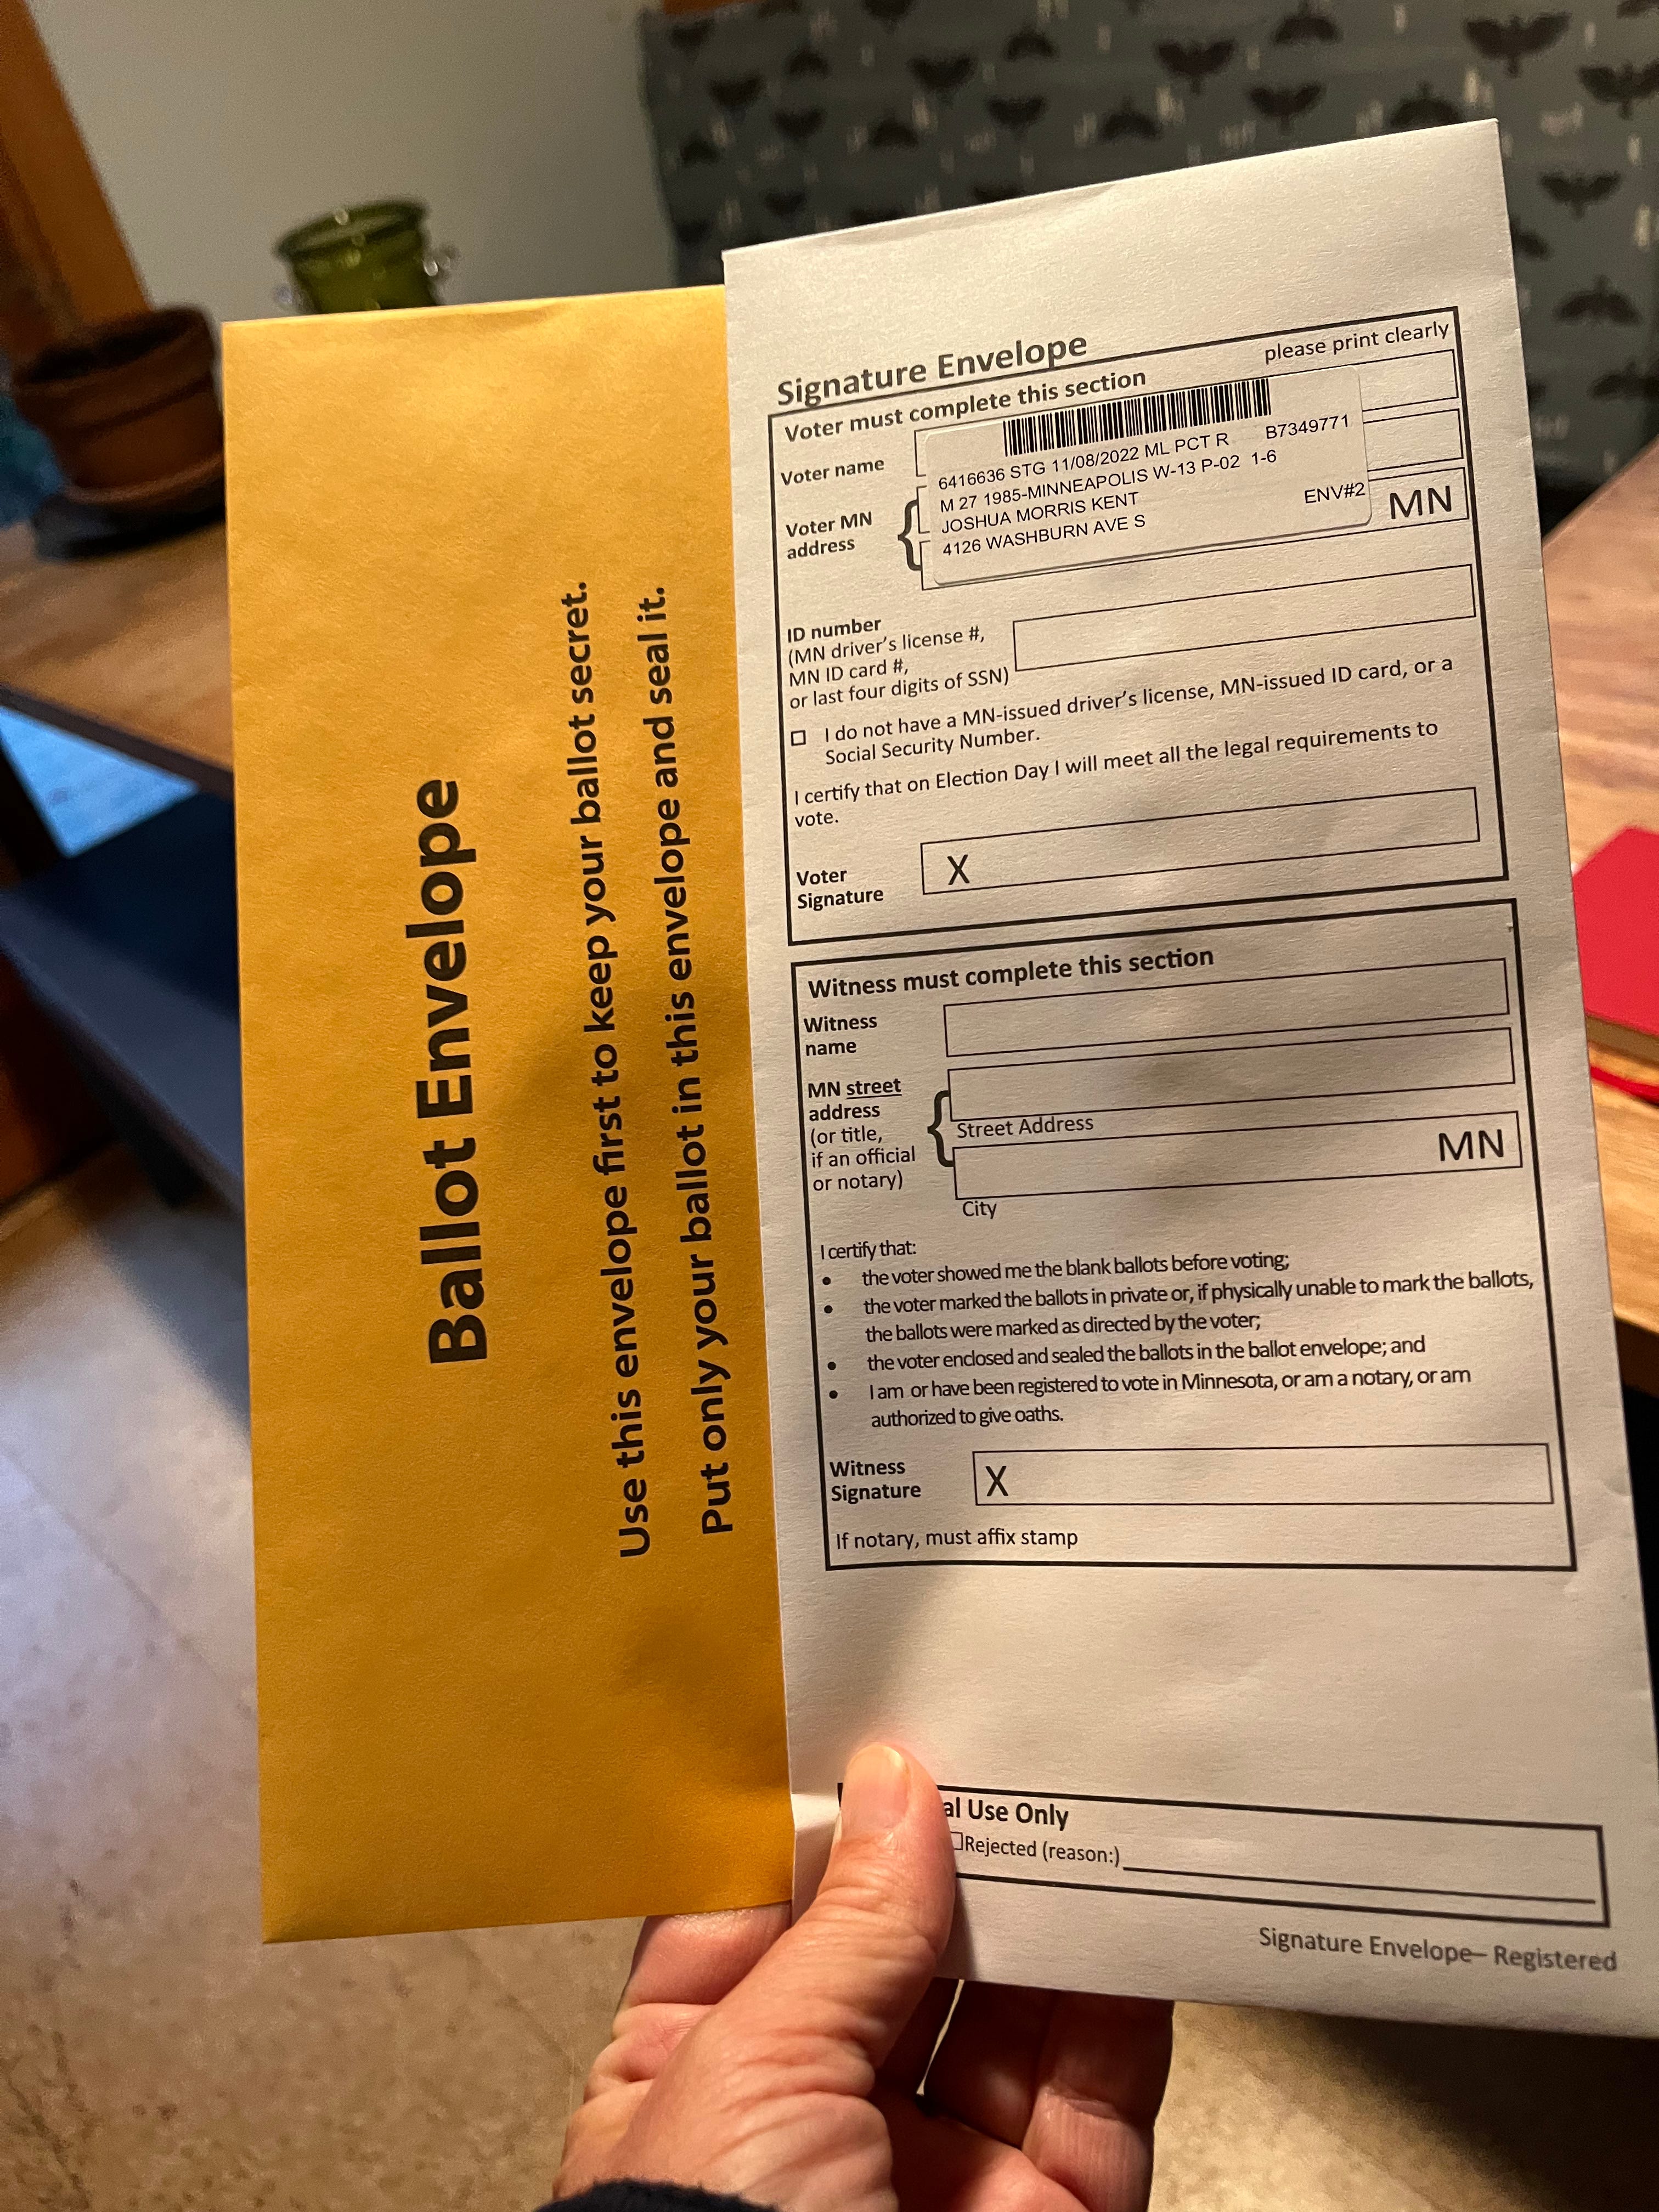 Ballot Envelope
Use this envelope first to keep your ballot secret.
Put only your ballot in this envelope and seal it.
Signature Envelope
Voter must complete this section
please print clearly
Voter name
Voter MN
address
6416636 STG 11/08/2022 ML PCT R B7349771
M 27 1985-MINNEAPOLIS W-13 P-02 1-6
JOSHUA MORRIS KENT ENV#2
4126 WASHBURN AVE S
MN
ID number
(MN driver's license #,
MN ID card #,
or last four digits of SSN)
I do not have a MN-issued driver's license, MN-issued ID card, or a
Social Security Number.
I certify that on Election Day I will meet all the legal requirements to
vote.
Voter
Signature
X
Witness must complete this section
Witness
name
MN street
address
(or title,
if an official
or notary)
Street Address
MN
City
I certify that:
• the voter showed me the blank ballots before voting;
• the voter marked the ballots in private or, if physically unable to mark the ballots,
the ballots were marked as directed by the voter;
• the voter enclosed and sealed the ballots in the ballot envelope; and
• I am or have been registered to vote in Minnesota, or am a notary, or am
authorized to give oaths.
Witness
Signature
X
If notary, must affix stamp
al Use Only
Rejected (reason:)
Signature Envelope– Registered